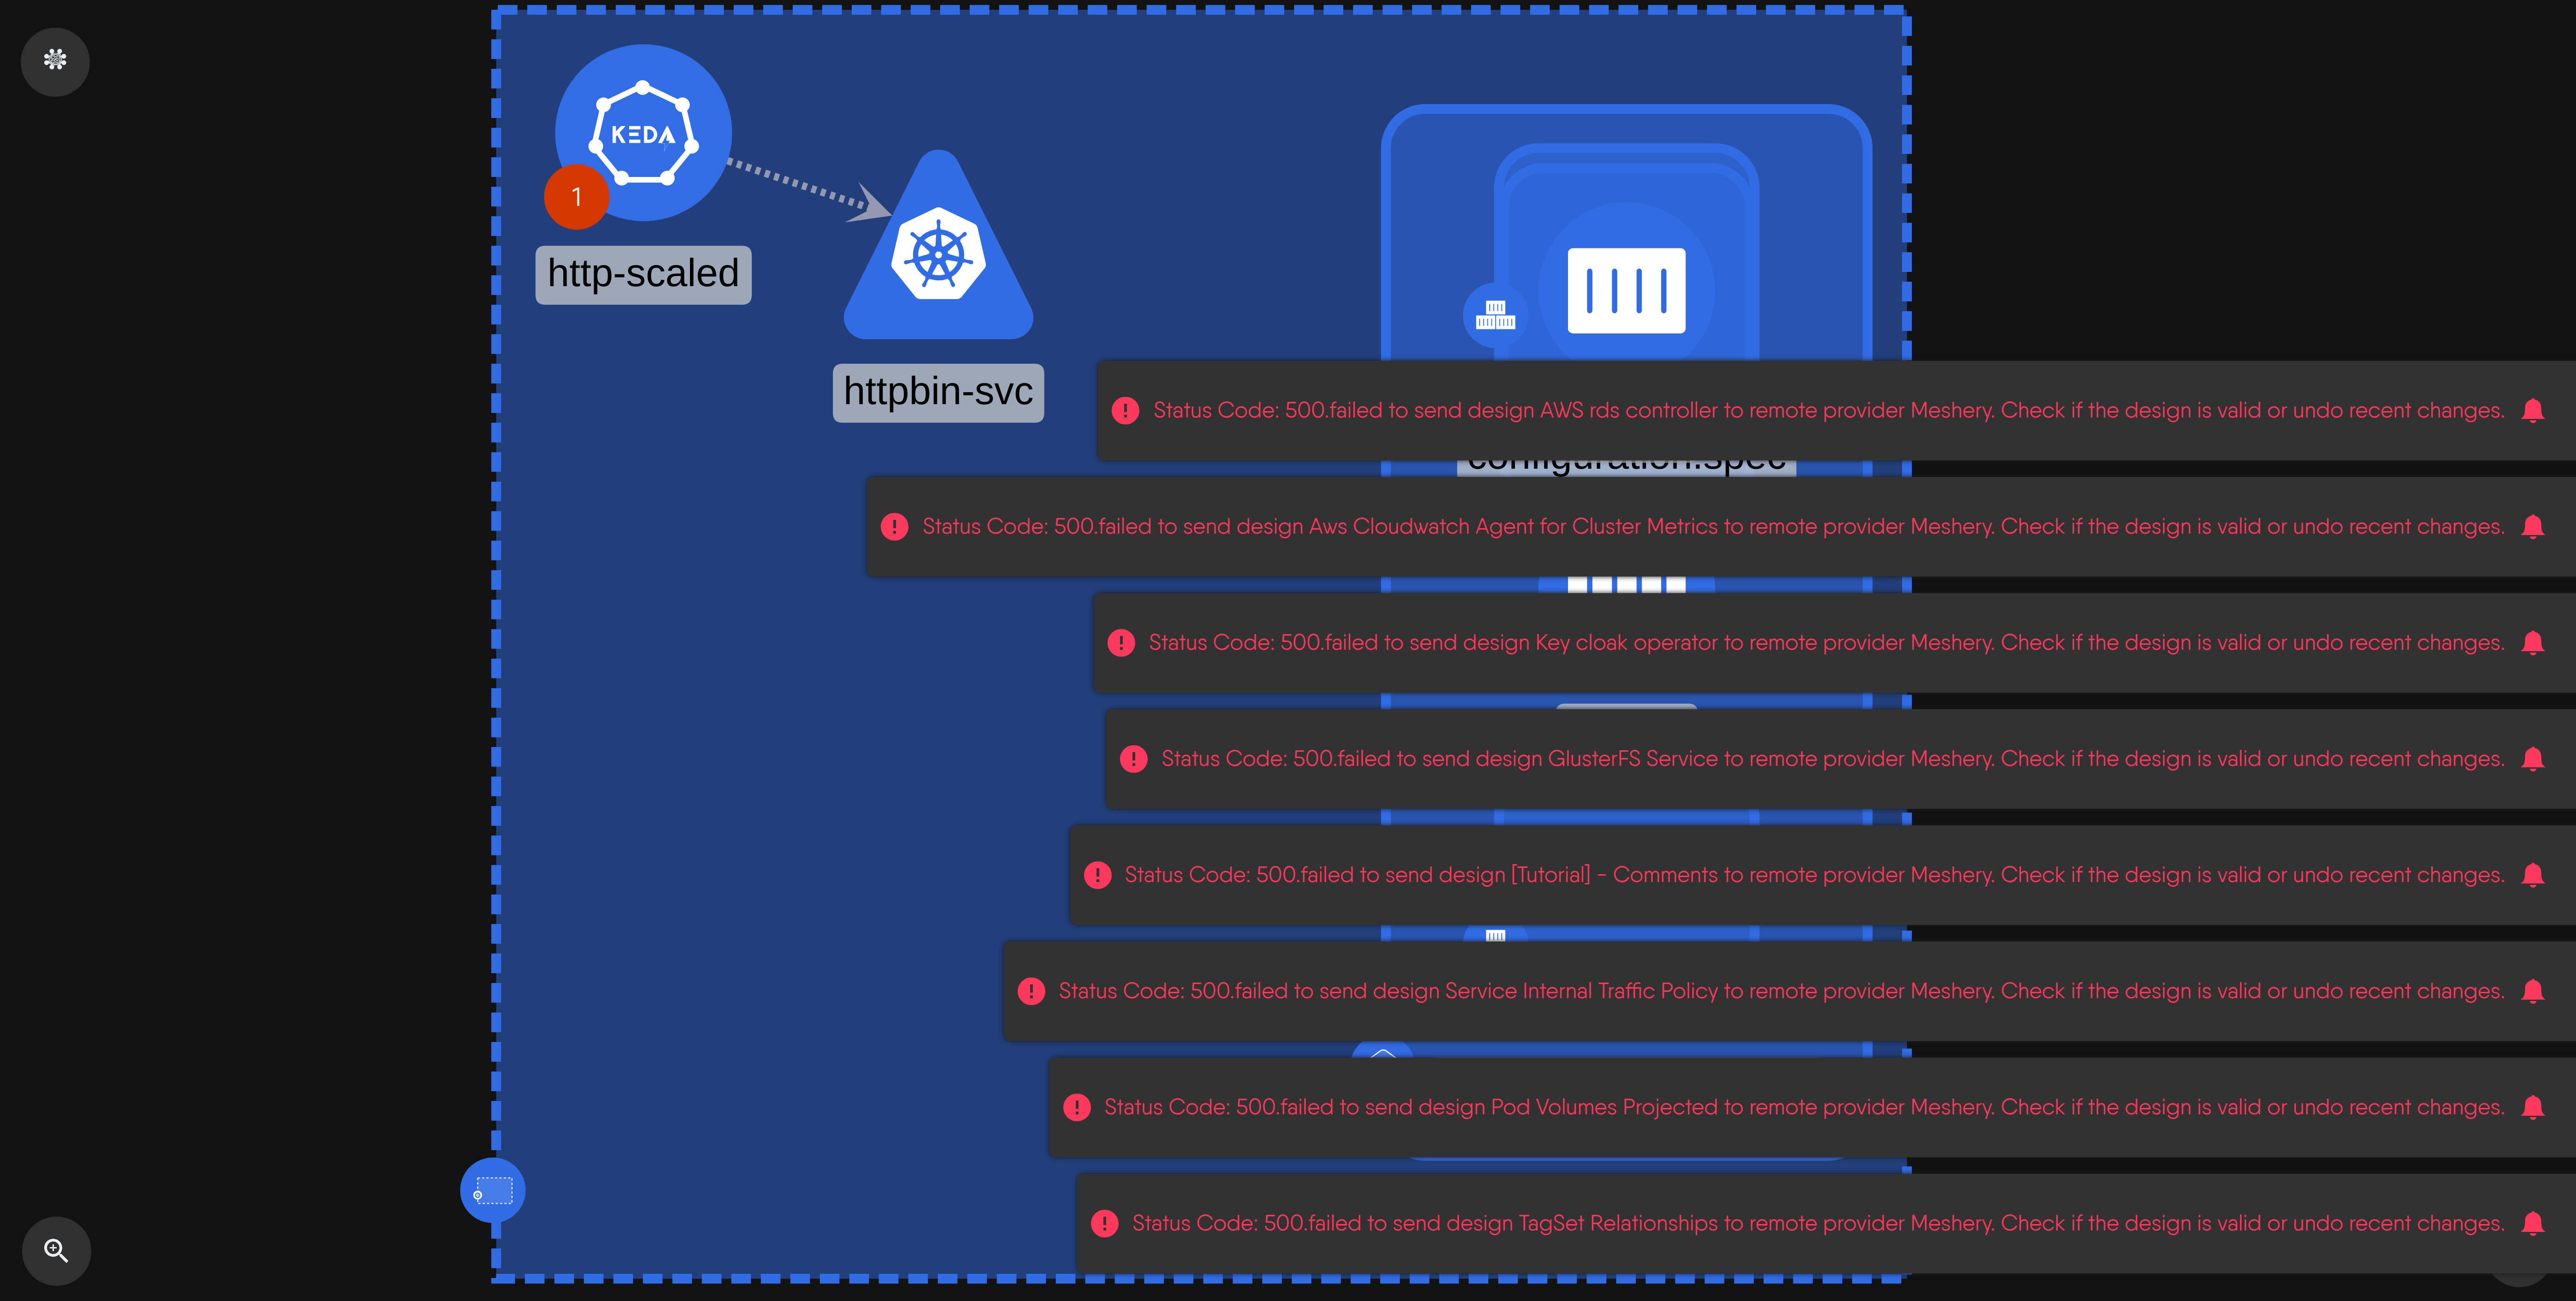 KEDA
1
http-scaled
httpbin-svc
Status Code: 500.failed to send design AWS rds controller to remote provider Meshery. Check if the design is valid or undo recent changes.
configuration.spec
Status Code: 500.failed to send design Aws Cloudwatch Agent for Cluster Metrics to remote provider Meshery. Check if the design is valid or undo recent changes.
Status Code: 500.failed to send design Key cloak operator to remote provider Meshery. Check if the design is valid or undo recent changes.
Status Code: 500.failed to send design GlusterFS Service to remote provider Meshery. Check if the design is valid or undo recent changes.
Status Code: 500.failed to send design [Tutorial] - Comments to remote provider Meshery. Check if the design is valid or undo recent changes.
Status Code: 500.failed to send design Service Internal Traffic Policy to remote provider Meshery. Check if the design is valid or undo recent changes.
Status Code: 500.failed to send design Pod Volumes Projected to remote provider Meshery. Check if the design is valid or undo recent changes.
Status Code: 500.failed to send design TagSet Relationships to remote provider Meshery. Check if the design is valid or undo recent changes.